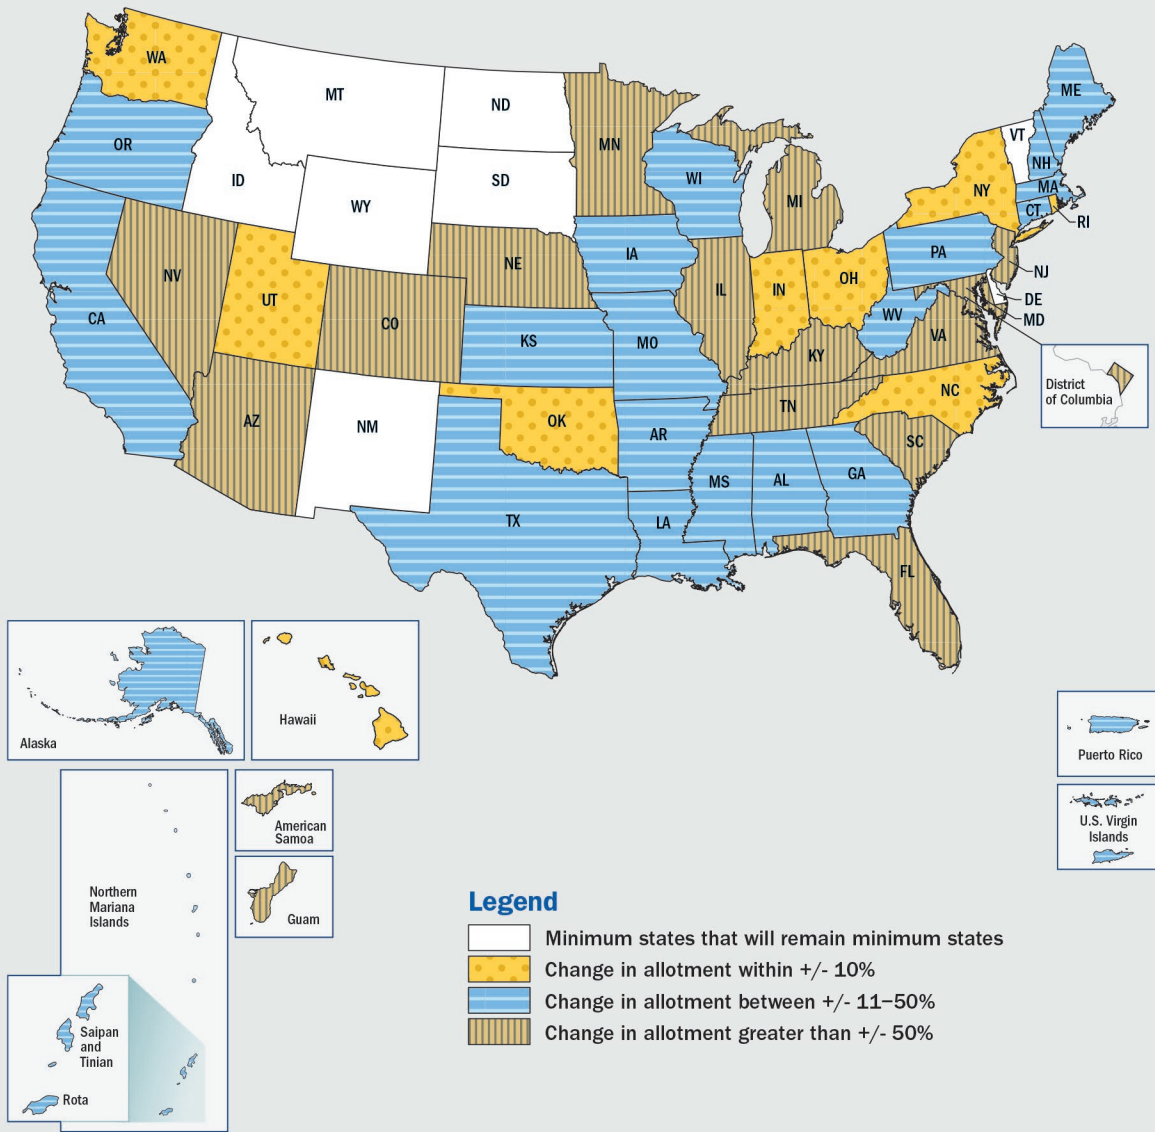 WA
MT
ND
MN
ME
VT
OR
ID
SD
WI
NH
WY
NY
MA
MI
CT
RI
NV
NE
IA
PA
NJ
UT
IL
IN
OH
DE
CA
CO
KS
MO
WV
MD
VA
KY
District
of Columbia
NC
AZ
NM
OK
TN
AR
SC
MS
AL
GA
TX
LA
FL
Alaska
Hawaii
Puerto Rico
American
Samoa
U.S. Virgin
Islands
Northern
Mariana
Islands
Guam
Saipan
and
Tinian
Rota
Legend
Minimum states that will remain minimum states
Change in allotment within +/- 10%
Change in allotment between +/- 11–50%
Change in allotment greater than +/- 50%